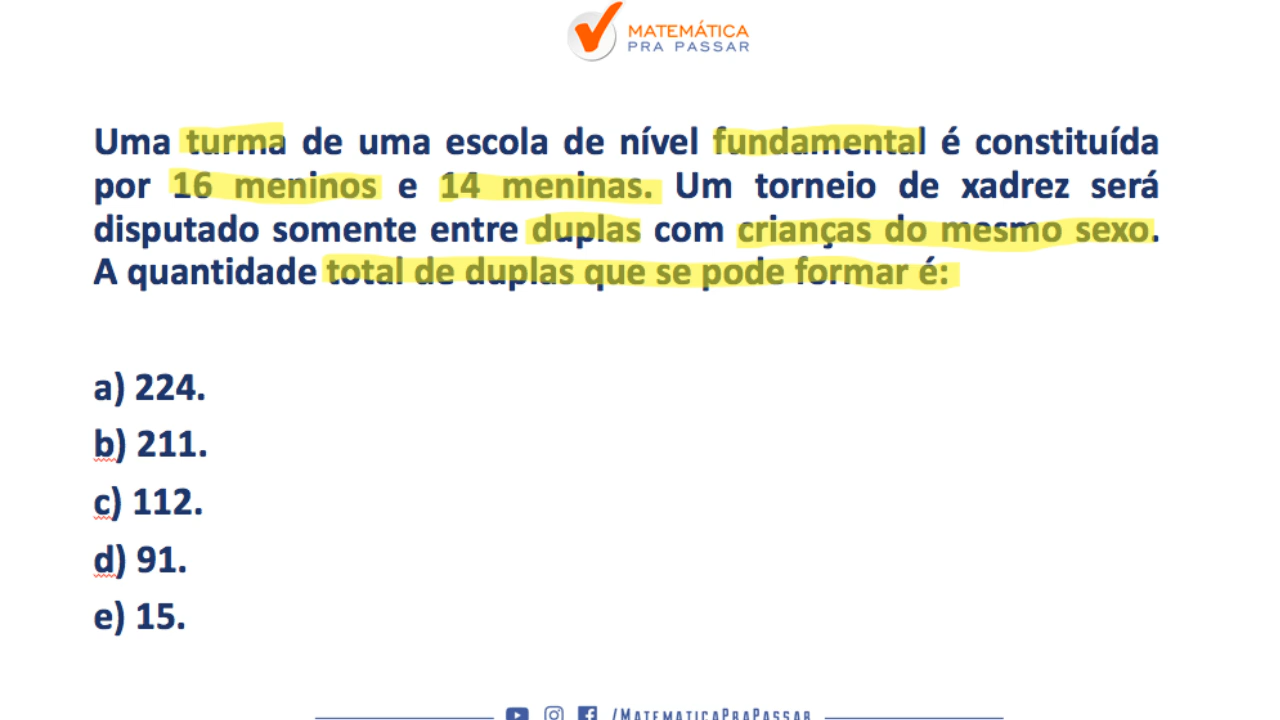 MATEMÁTICA
PRA PASSAR
Uma turma de uma escola de nível fundamental é constituída
por 16 meninos e 14 meninas. Um torneio de xadrez será
disputado somente entre duplas com crianças do mesmo sexo.
A quantidade total de duplas que se pode formar é:
a) 224.
b) 211.
c) 112.
d) 91.
e) 15.
/MATEMATICAPRAPASSAR